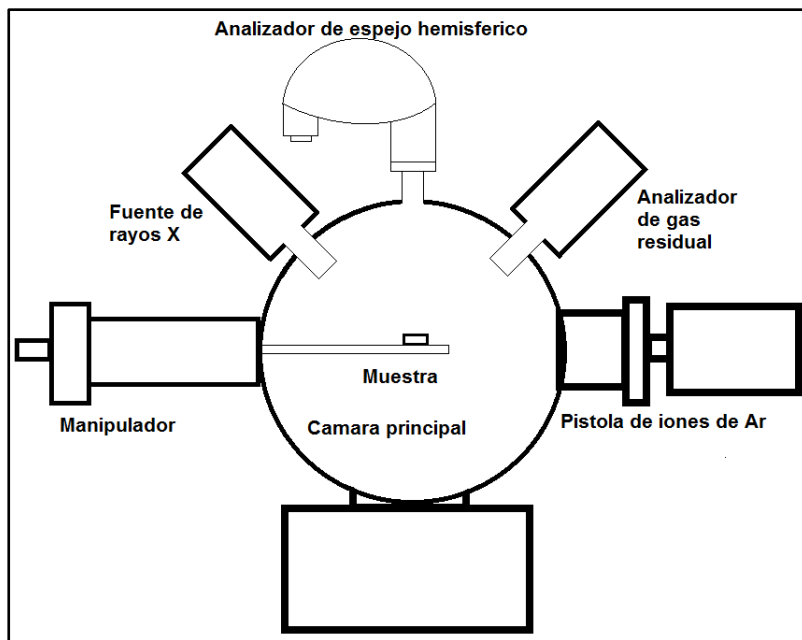 Analizador de espejo hemisferico
Fuente de
rayos X
Analizador
de gas
residual
Muestra
Manipulador
Camara principal
Pistola de iones de Ar